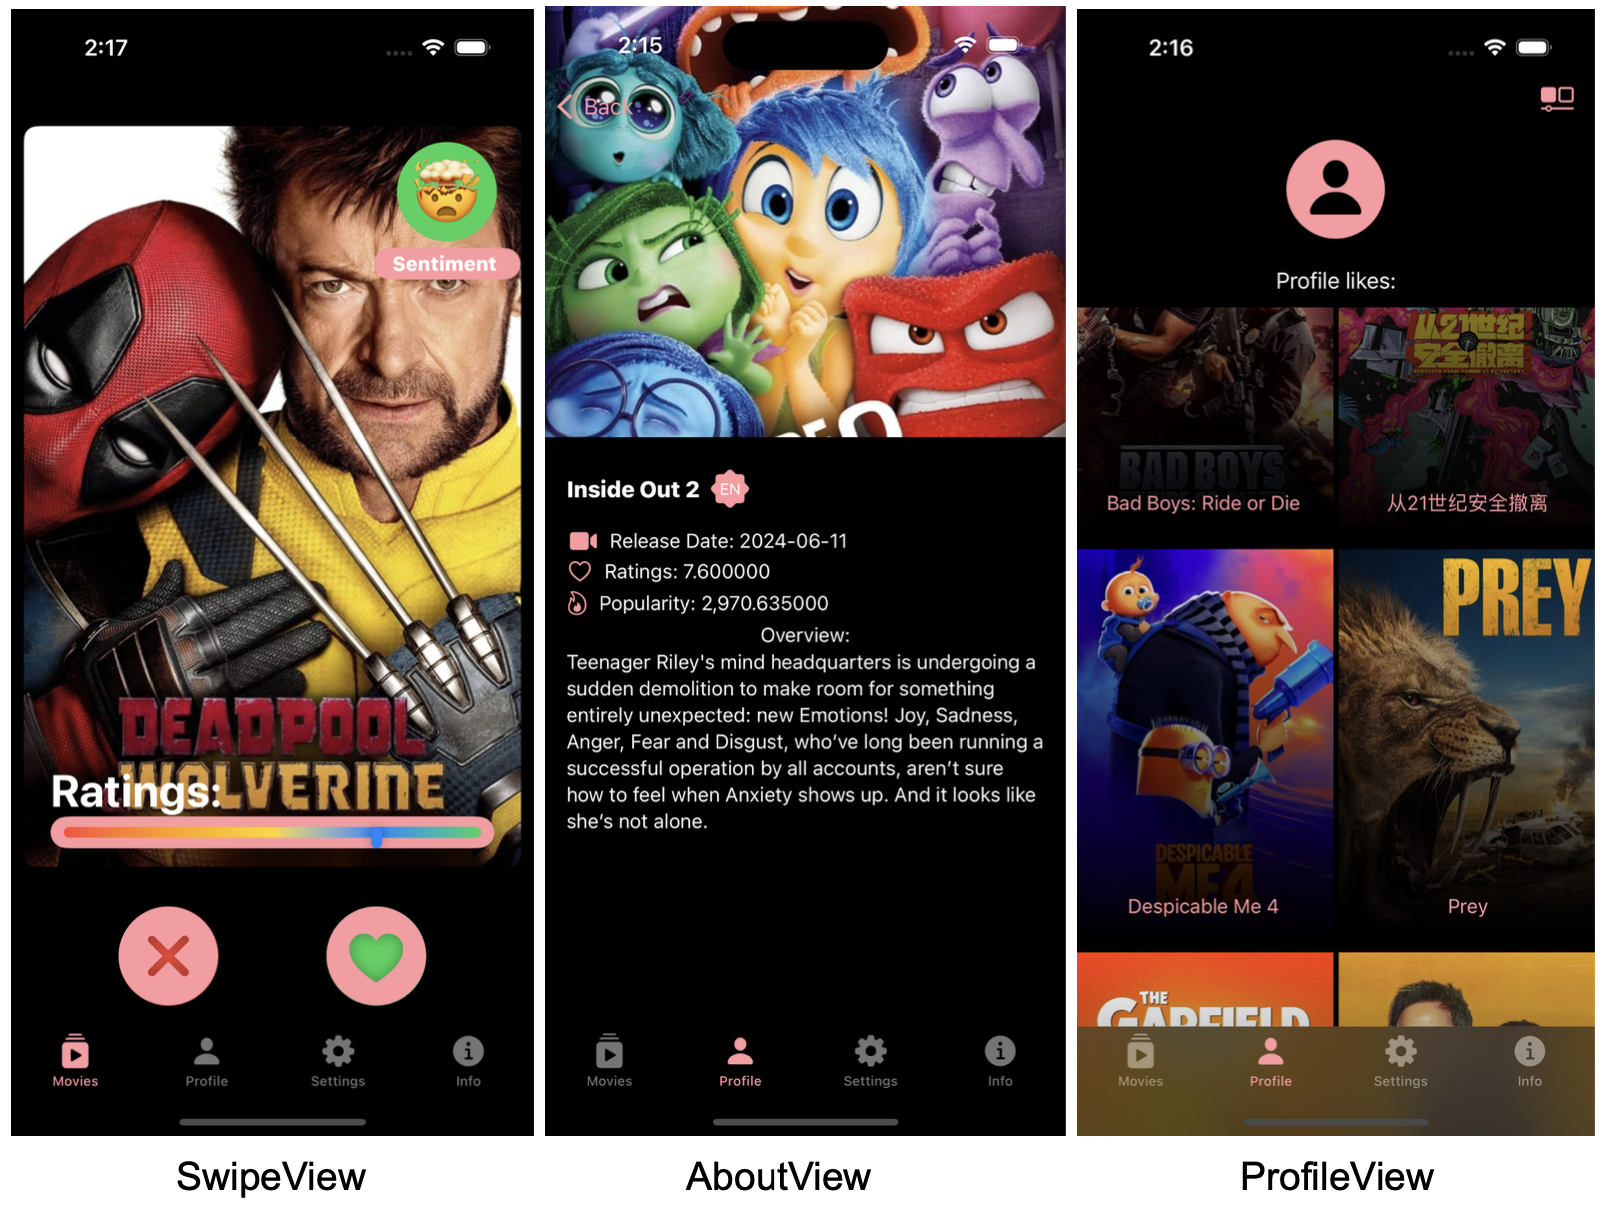 2:17
Sentiment
DEADPOOL
WOLVERINE
Ratings:
Movies
Profile
Settings
Info
SwipeView
2:15
Back
Inside Out 2
EN
Release Date: 2024-06-11
Ratings: 7.600000
Popularity: 2,970.635000
Overview:
Teenager Riley's mind headquarters is undergoing a
sudden demolition to make room for something
entirely unexpected: new Emotions! Joy, Sadness,
Anger, Fear and Disgust, who’ve long been running a
successful operation by all accounts, aren’t sure
how to feel when Anxiety shows up. And it looks like
she’s not alone.
Movies
Profile
Settings
Info
AboutView
2:16
Profile likes:
BAD BOYS
Bad Boys: Ride or Die
从21世纪
安全撤离
从21世纪安全撤离
DESPICABLE
ME 4
Despicable Me 4
PREY
Prey
THE
GARFIELD
Movies
Profile
Settings
Info
ProfileView